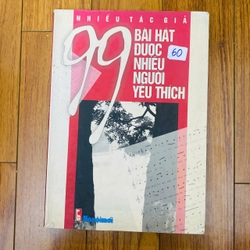 NHIỀU TÁC GIẢ
99
BÀI HÁT
ĐƯỢC
NHIỀU
NGƯỜI
YÊU THÍCH
60